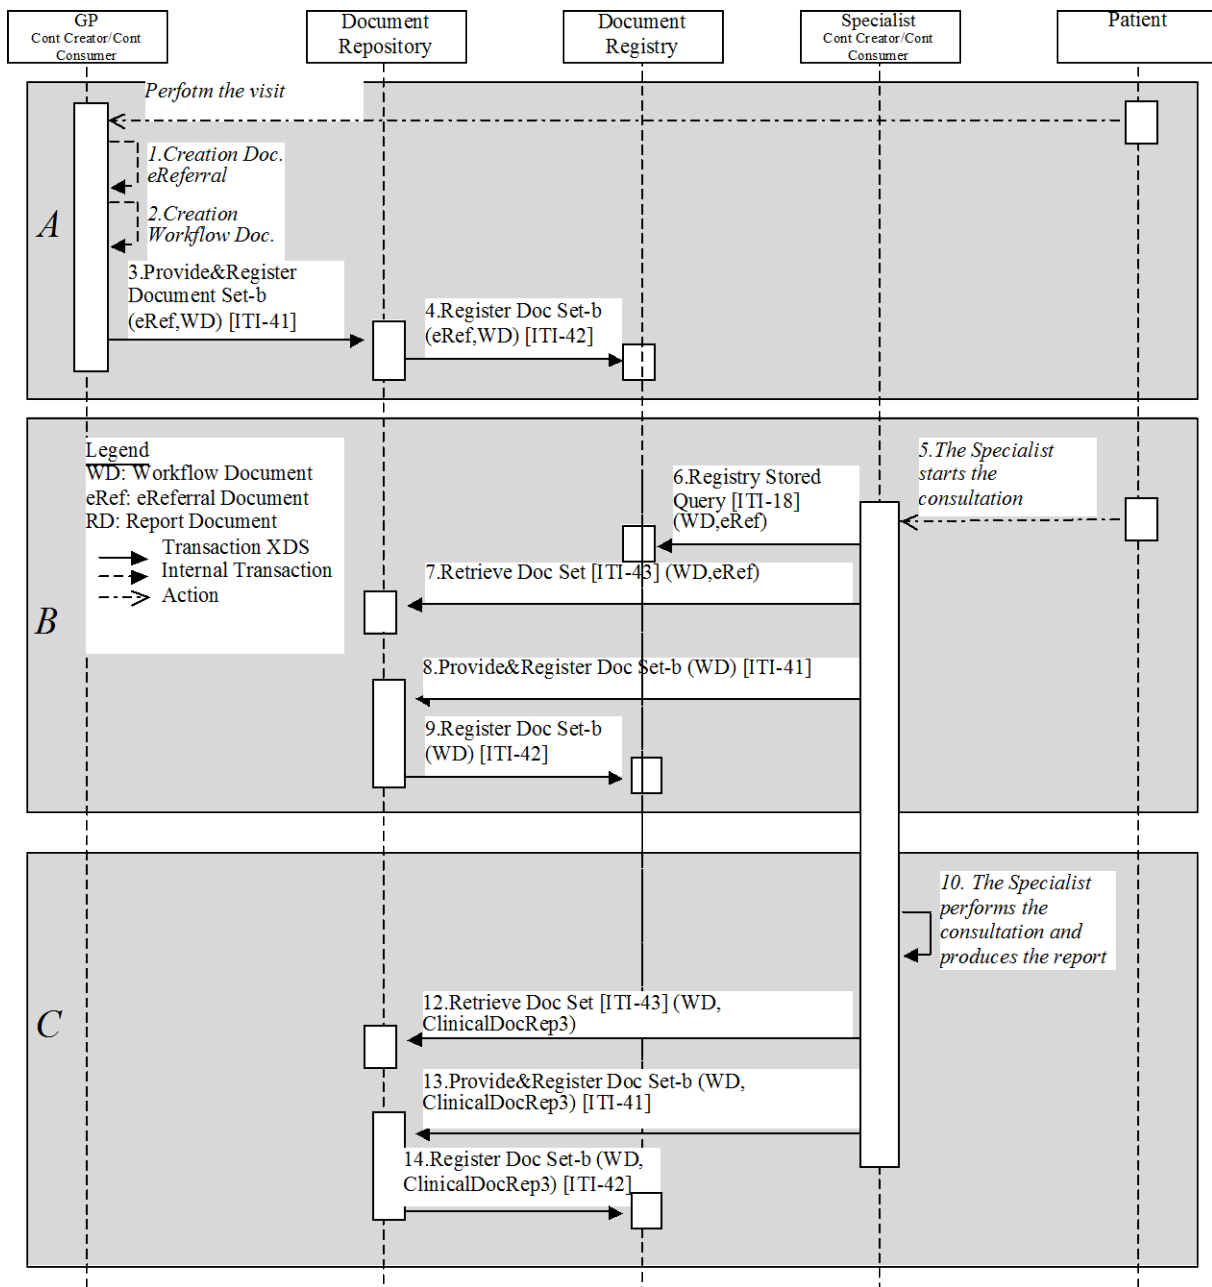 GP
Cont Creator/Cont
Consumer
Document
Repository
Document
Registry
Specialist
Cont Creator/Cont
Consumer
Patient
A
Perfotm the visit
1.Creation Doc.
eReferral
2.Creation
Workflow Doc.
3.Provide&Register
Document Set-b
(eRef,WD) [ITI-41]
4.Register Doc Set-b
(eRef,WD) [ITI-42]
B
Legend
WD: Workflow Document
eRef: eReferral Document
RD: Report Document
Transaction XDS
Internal Transaction
Action
5.The Specialist
starts the
consultation
6.Registry Stored
Query [ITI-18]
(WD,eRef)
7.Retrieve Doc Set [ITI-43] (WD,eRef)
8.Provide&Register Doc Set-b (WD) [ITI-41]
9.Register Doc Set-b
(WD) [ITI-42]
C
10. The Specialist
performs the
consultation and
produces the report
12.Retrieve Doc Set [ITI-43] (WD,
ClinicalDocRep3)
13.Provide&Register Doc Set-b (WD,
ClinicalDocRep3) [ITI-41]
14.Register Doc Set-b (WD,
ClinicalDocRep3) [ITI-42]